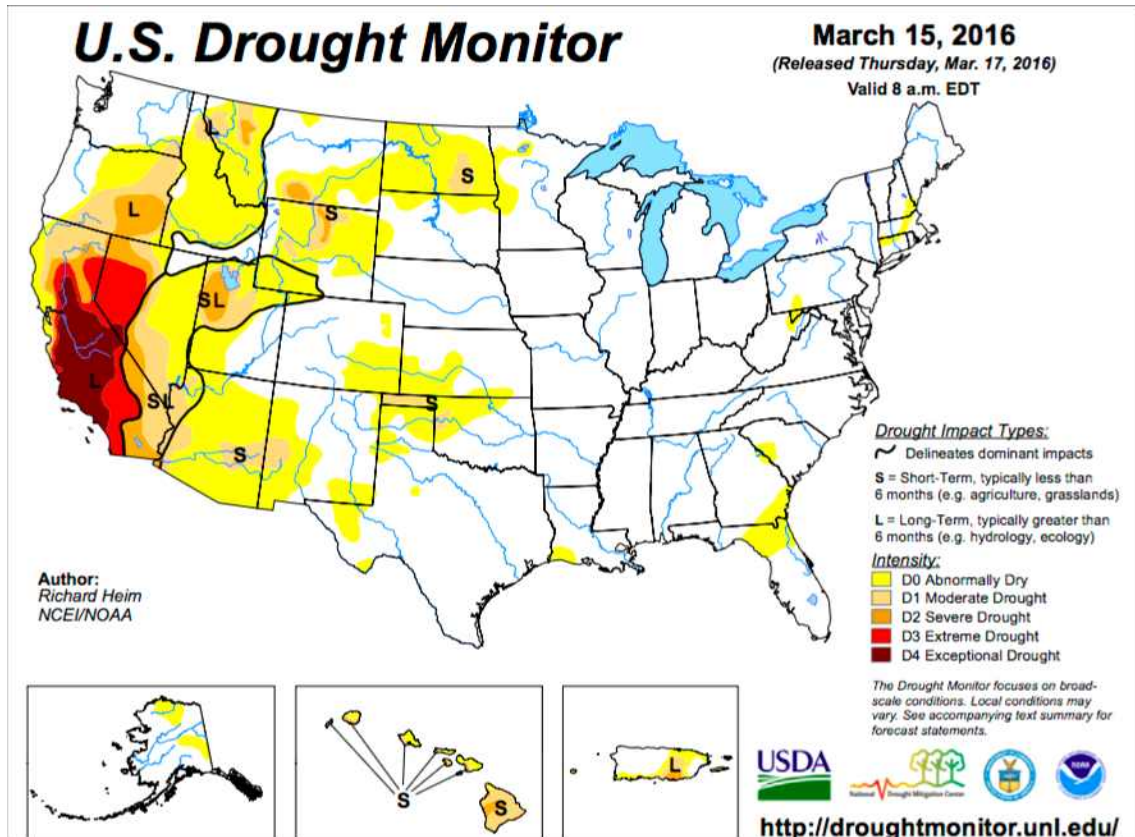 U.S. Drought Monitor
March 15, 2016
(Released Thursday, Mar. 17, 2016)
Valid 8 a.m. EDT
L
S
L
S
SL
L
SL
S
S
Drought Impact Types:
Delineates dominant impacts
S = Short-Term, typically less than
6 months (e.g. agriculture, grasslands)
L = Long-Term, typically greater than
6 months (e.g. hydrology, ecology)
Intensity:
D0 Abnormally Dry
D1 Moderate Drought
D2 Severe Drought
D3 Extreme Drought
D4 Exceptional Drought
Author:
Richard Heim
NCEI/NOAA
The Drought Monitor focuses on broad-
scale conditions. Local conditions may
vary. See accompanying text summary for
forecast statements.
S
S
L
USDA
National Drought Mitigation Center
http://droughtmonitor.unl.edu/